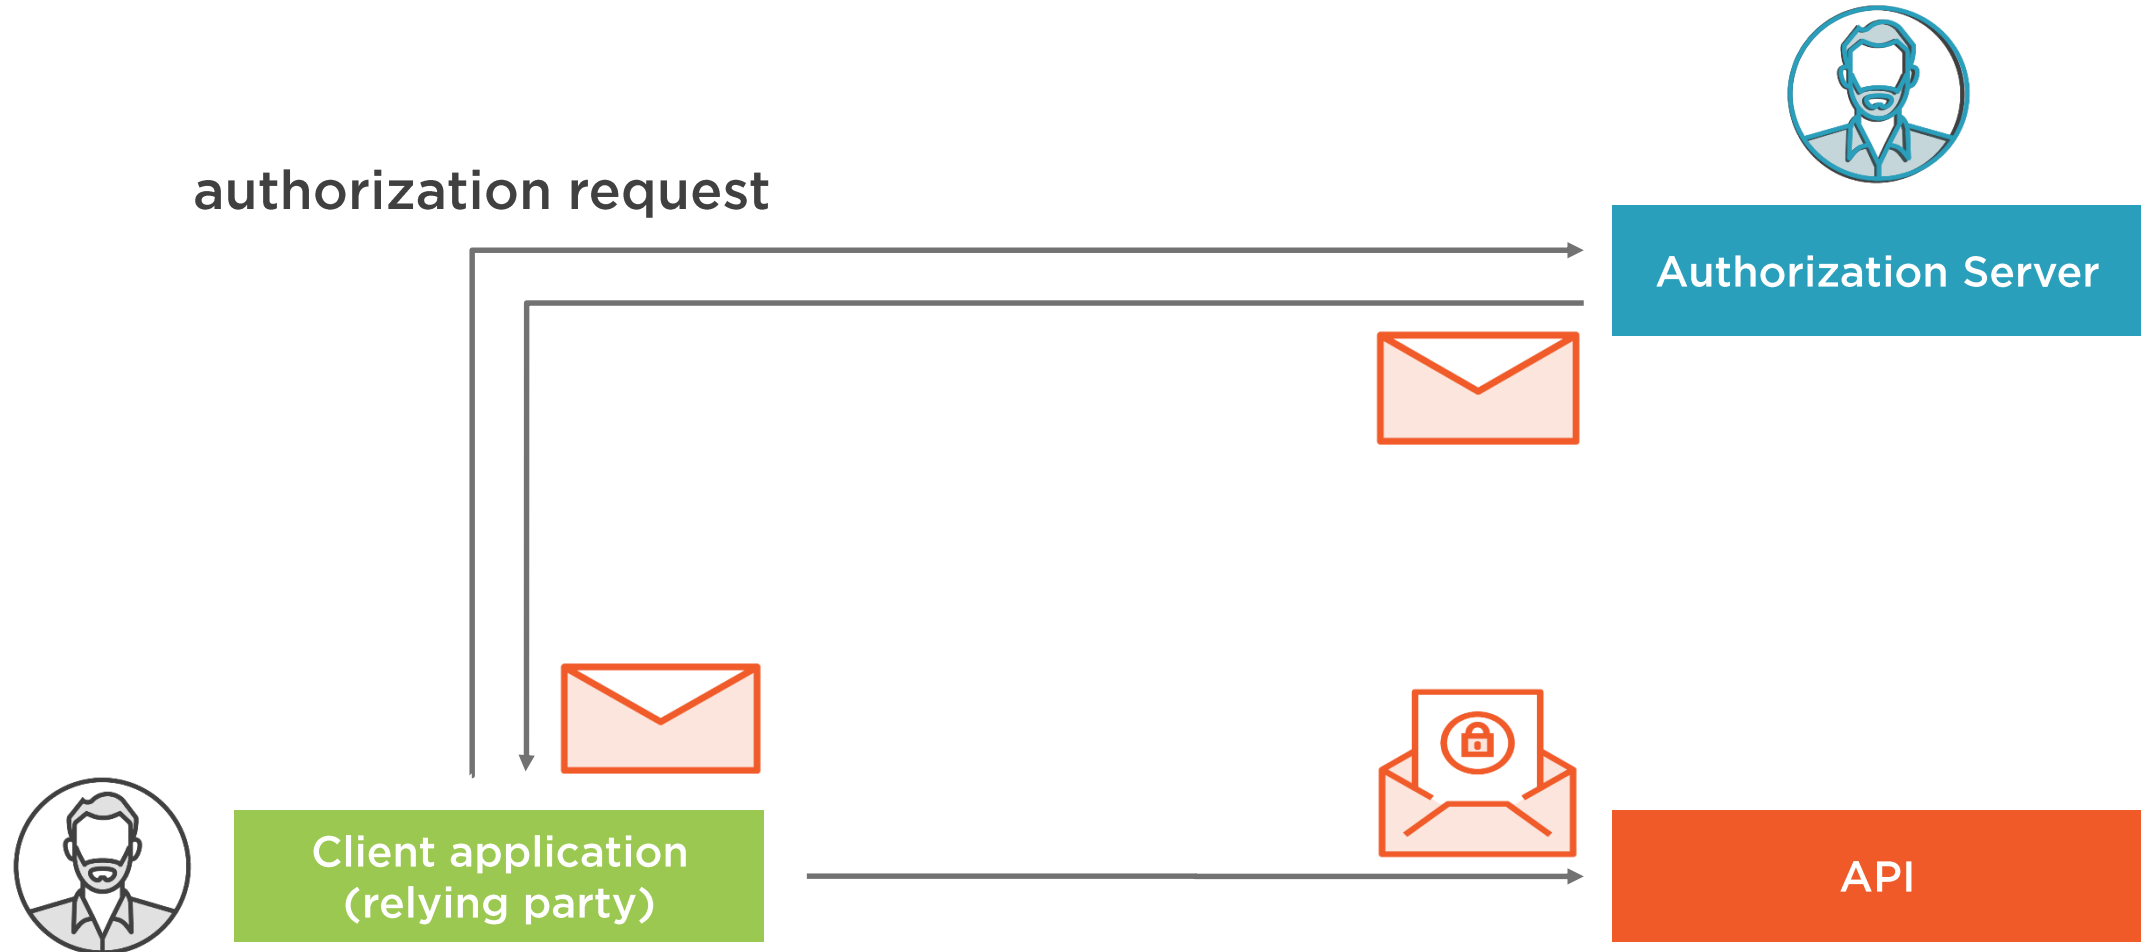 authorization request
Authorization Server
Client application
(relying party)
API